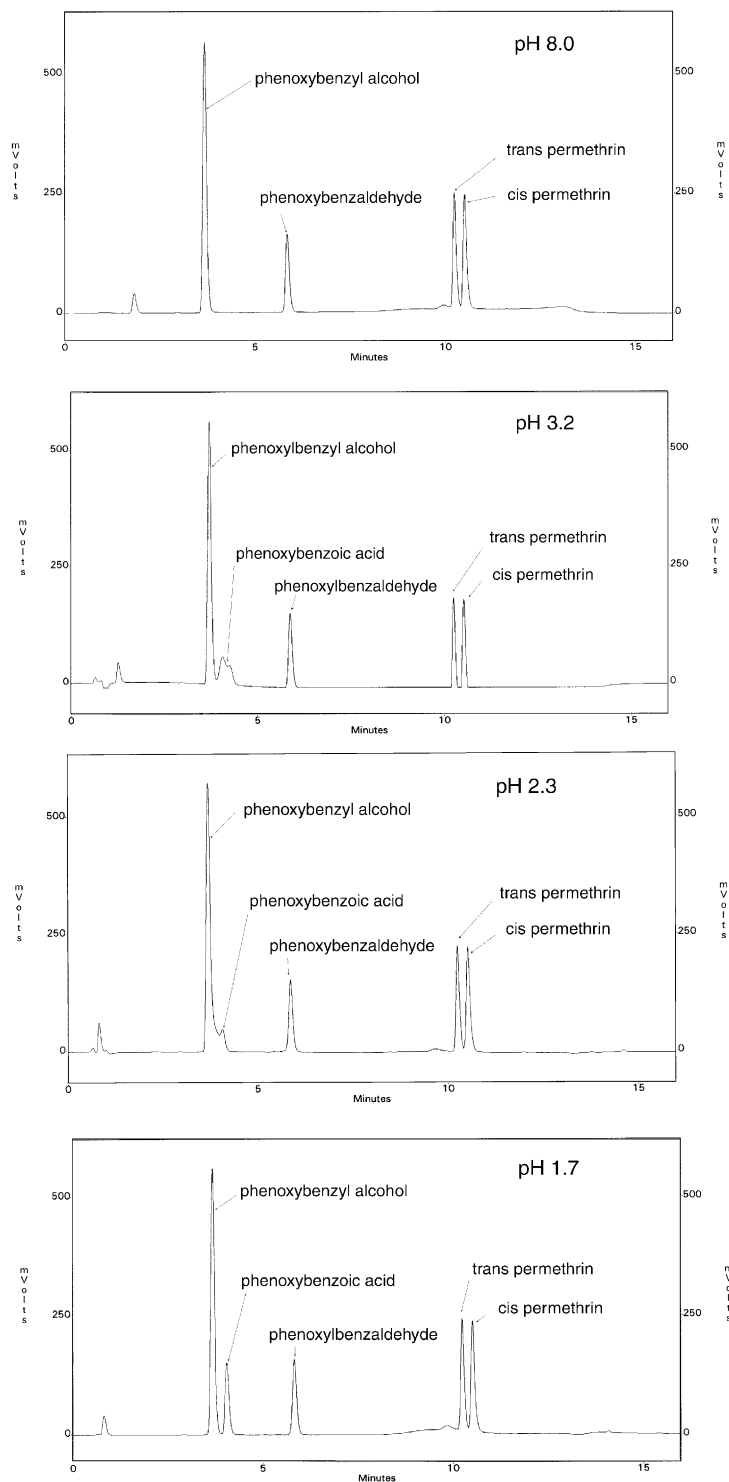 pH 8.0
500
500
phenoxybenzyl alcohol
mVolts
mVolts
trans permethrin
250
250
phenoxybenzaldehyde
cis permethrin
0
0
0 5 10 15
Minutes
pH 3.2
500
500
phenoxylbenzyl alcohol
mVolts
mVolts
trans permethrin
phenoxybenzoic acid
250
250
phenoxylbenzaldehyde
cis permethrin
0
0
0 5 10 15
Minutes
pH 2.3
500
500
phenoxybenzyl alcohol
mVolts
mVolts
trans permethrin
phenoxybenzoic acid
250
250
phenoxybenzaldehyde
cis permethrin
0
0
0 5 10 15
Minutes
pH 1.7
500
500
phenoxybenzyl alcohol
mVolts
mVolts
trans permethrin
phenoxybenzoic acid
250
250
cis permethrin
phenoxylbenzaldehyde
0
0
0 5 10 15
Minutes